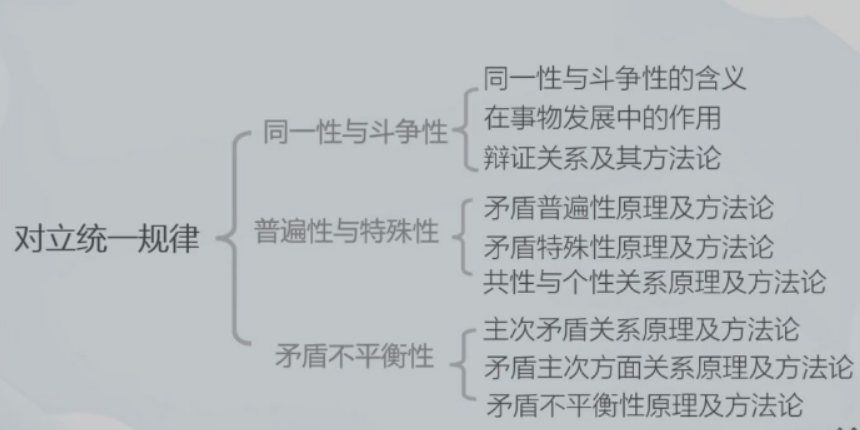 对立统一规律
同一性与斗争性
同一性与斗争性的含义
在事物发展中的作用
辩证关系及其方法论
普遍性与特殊性
矛盾普遍性原理及方法论
矛盾特殊性原理及方法论
共性与个性关系原理及方法论
矛盾不平衡性
主次矛盾关系原理及方法论
矛盾主次方面关系原理及方法论
矛盾不平衡性原理及方法论